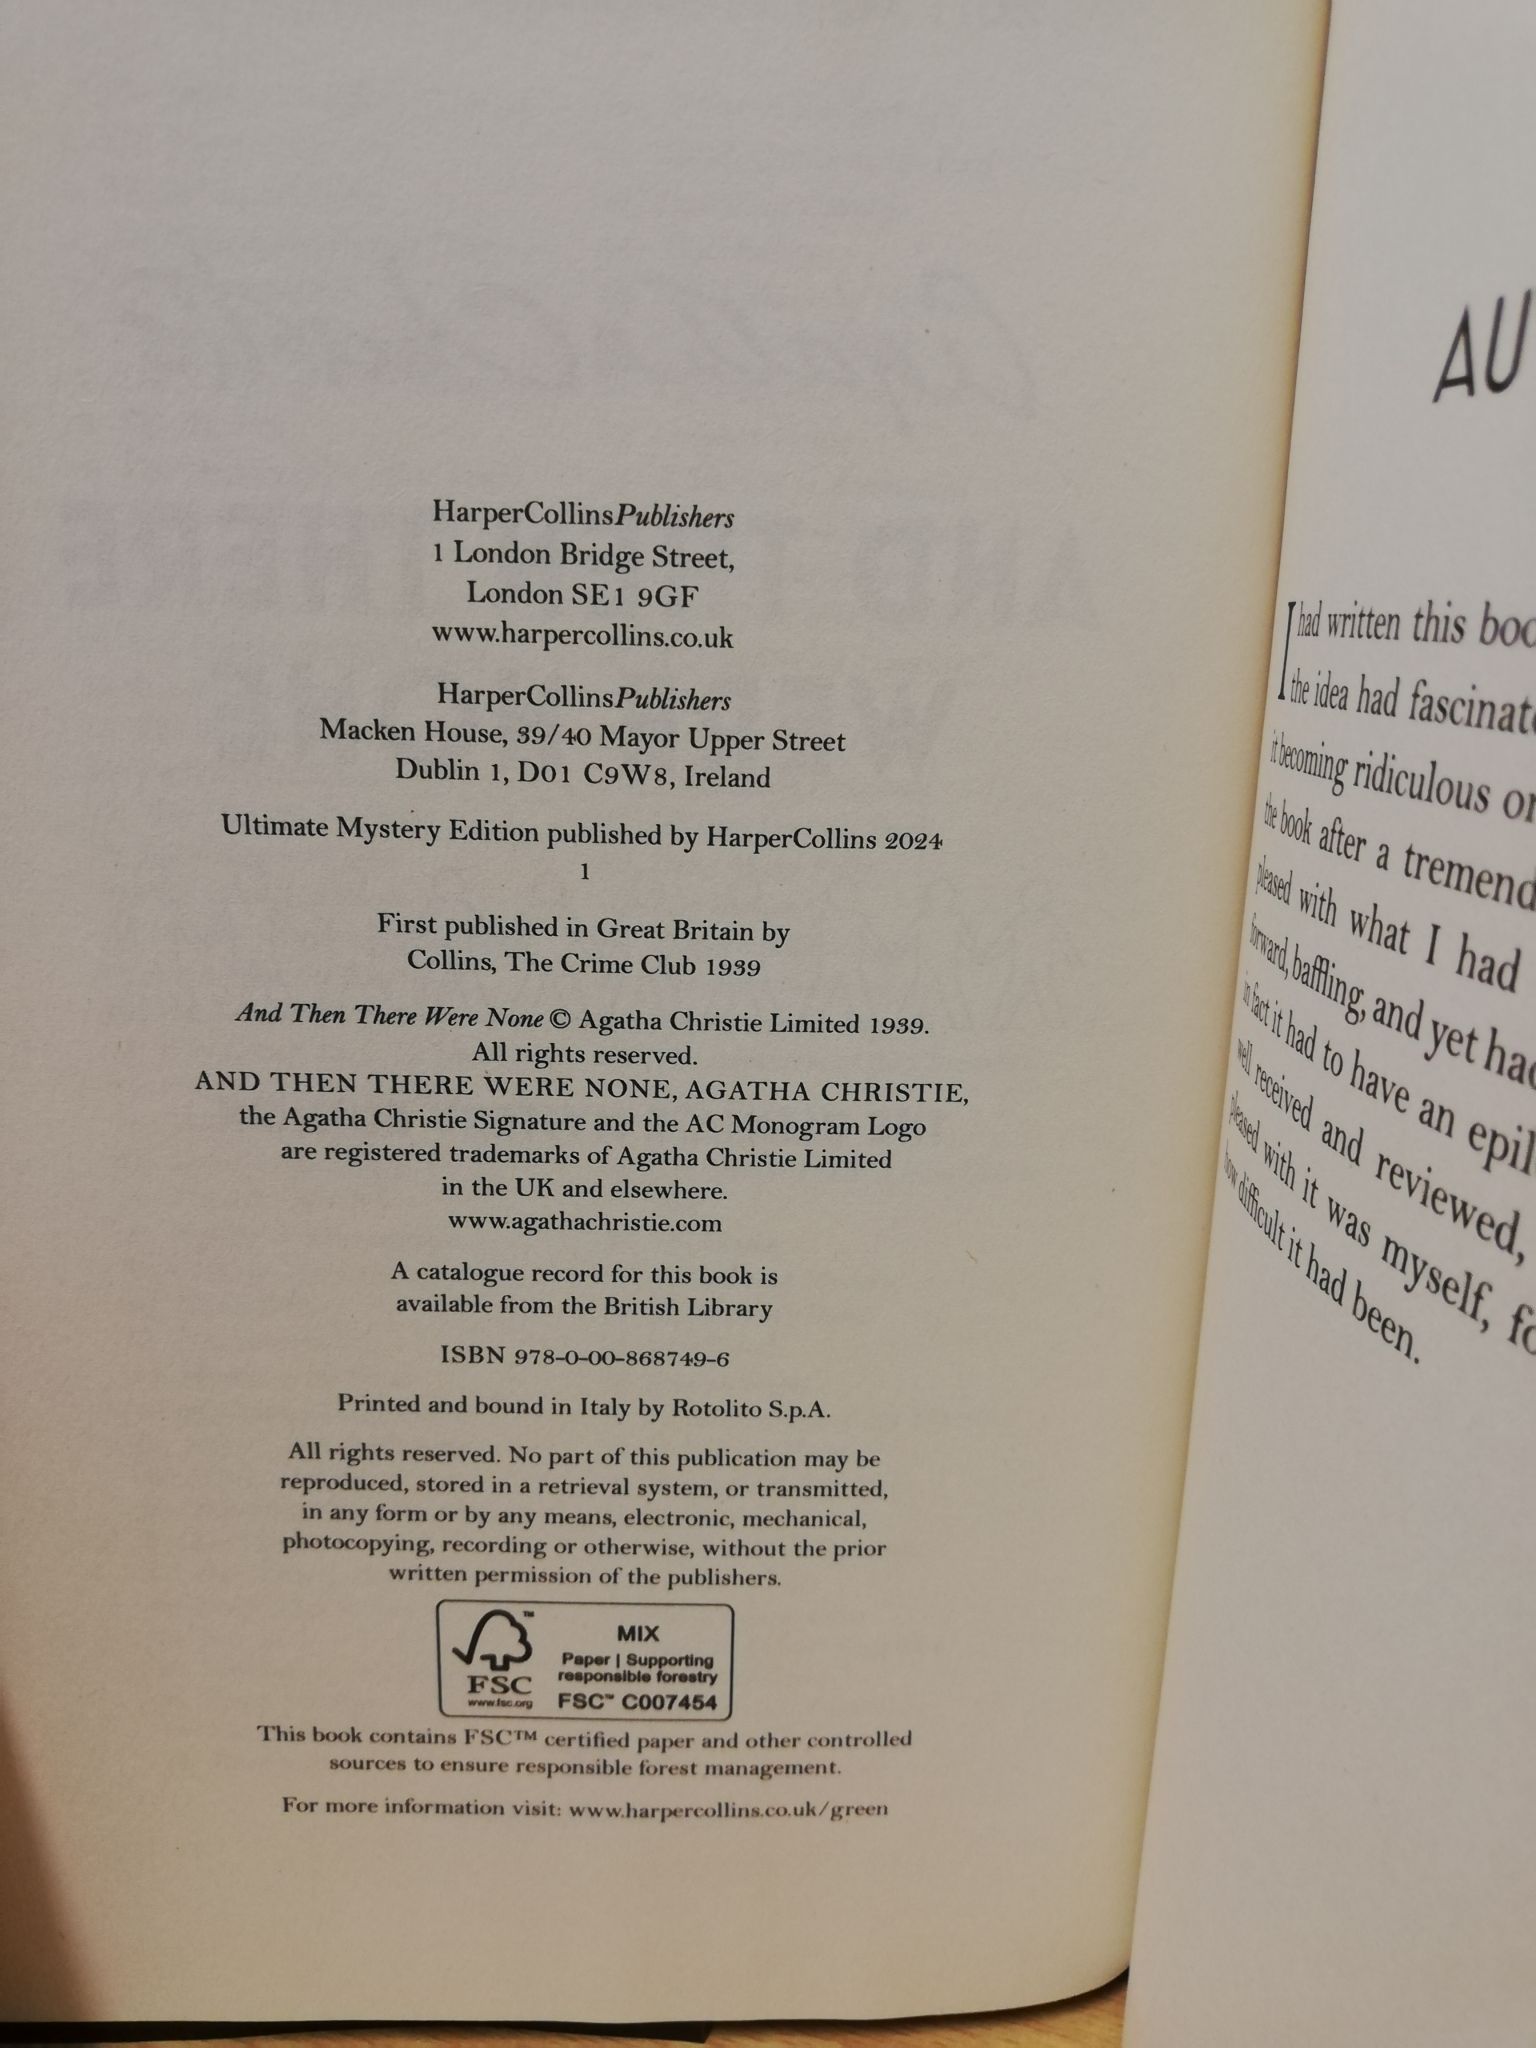 HarperCollinsPublishers
1 London Bridge Street,
London SE1 9GF
www.harpercollins.co.uk
HarperCollinsPublishers
Macken House, 39/40 Mayor Upper Street
Dublin 1, D01 C9W8, Ireland
Ultimate Mystery Edition published by HarperCollins 2024
1
First published in Great Britain by
Collins, The Crime Club 1939
And Then There Were None © Agatha Christie Limited 1939.
All rights reserved.
AND THEN THERE WERE NONE, AGATHA CHRISTIE,
the Agatha Christie Signature and the AC Monogram Logo
are registered trademarks of Agatha Christie Limited
in the UK and elsewhere.
www.agathachristie.com
A catalogue record for this book is
available from the British Library
ISBN 978-0-00-868749-6
Printed and bound in Italy by Rotolito S.p.A.
All rights reserved. No part of this publication may be
reproduced, stored in a retrieval system, or transmitted,
in any form or by any means, electronic, mechanical,
photocopying, recording or otherwise, without the prior
written permission of the publishers.
FSC™
www.fsc.org
MIX
Paper | Supporting
responsible forestry
FSC™ C007454
This book contains FSC™ certified paper and other controlled
sources to ensure responsible forest management.
For more information visit: www.harpercollins.co.uk/green
AU
I had written this boo
the idea had fascinate
it becoming ridiculous or
the book after a tremend
pleased with what I had
forward, baffling, and yet had
in fact it had to have an epil
well received and reviewed,
pleased with it was myself, fo
how difficult it had been.